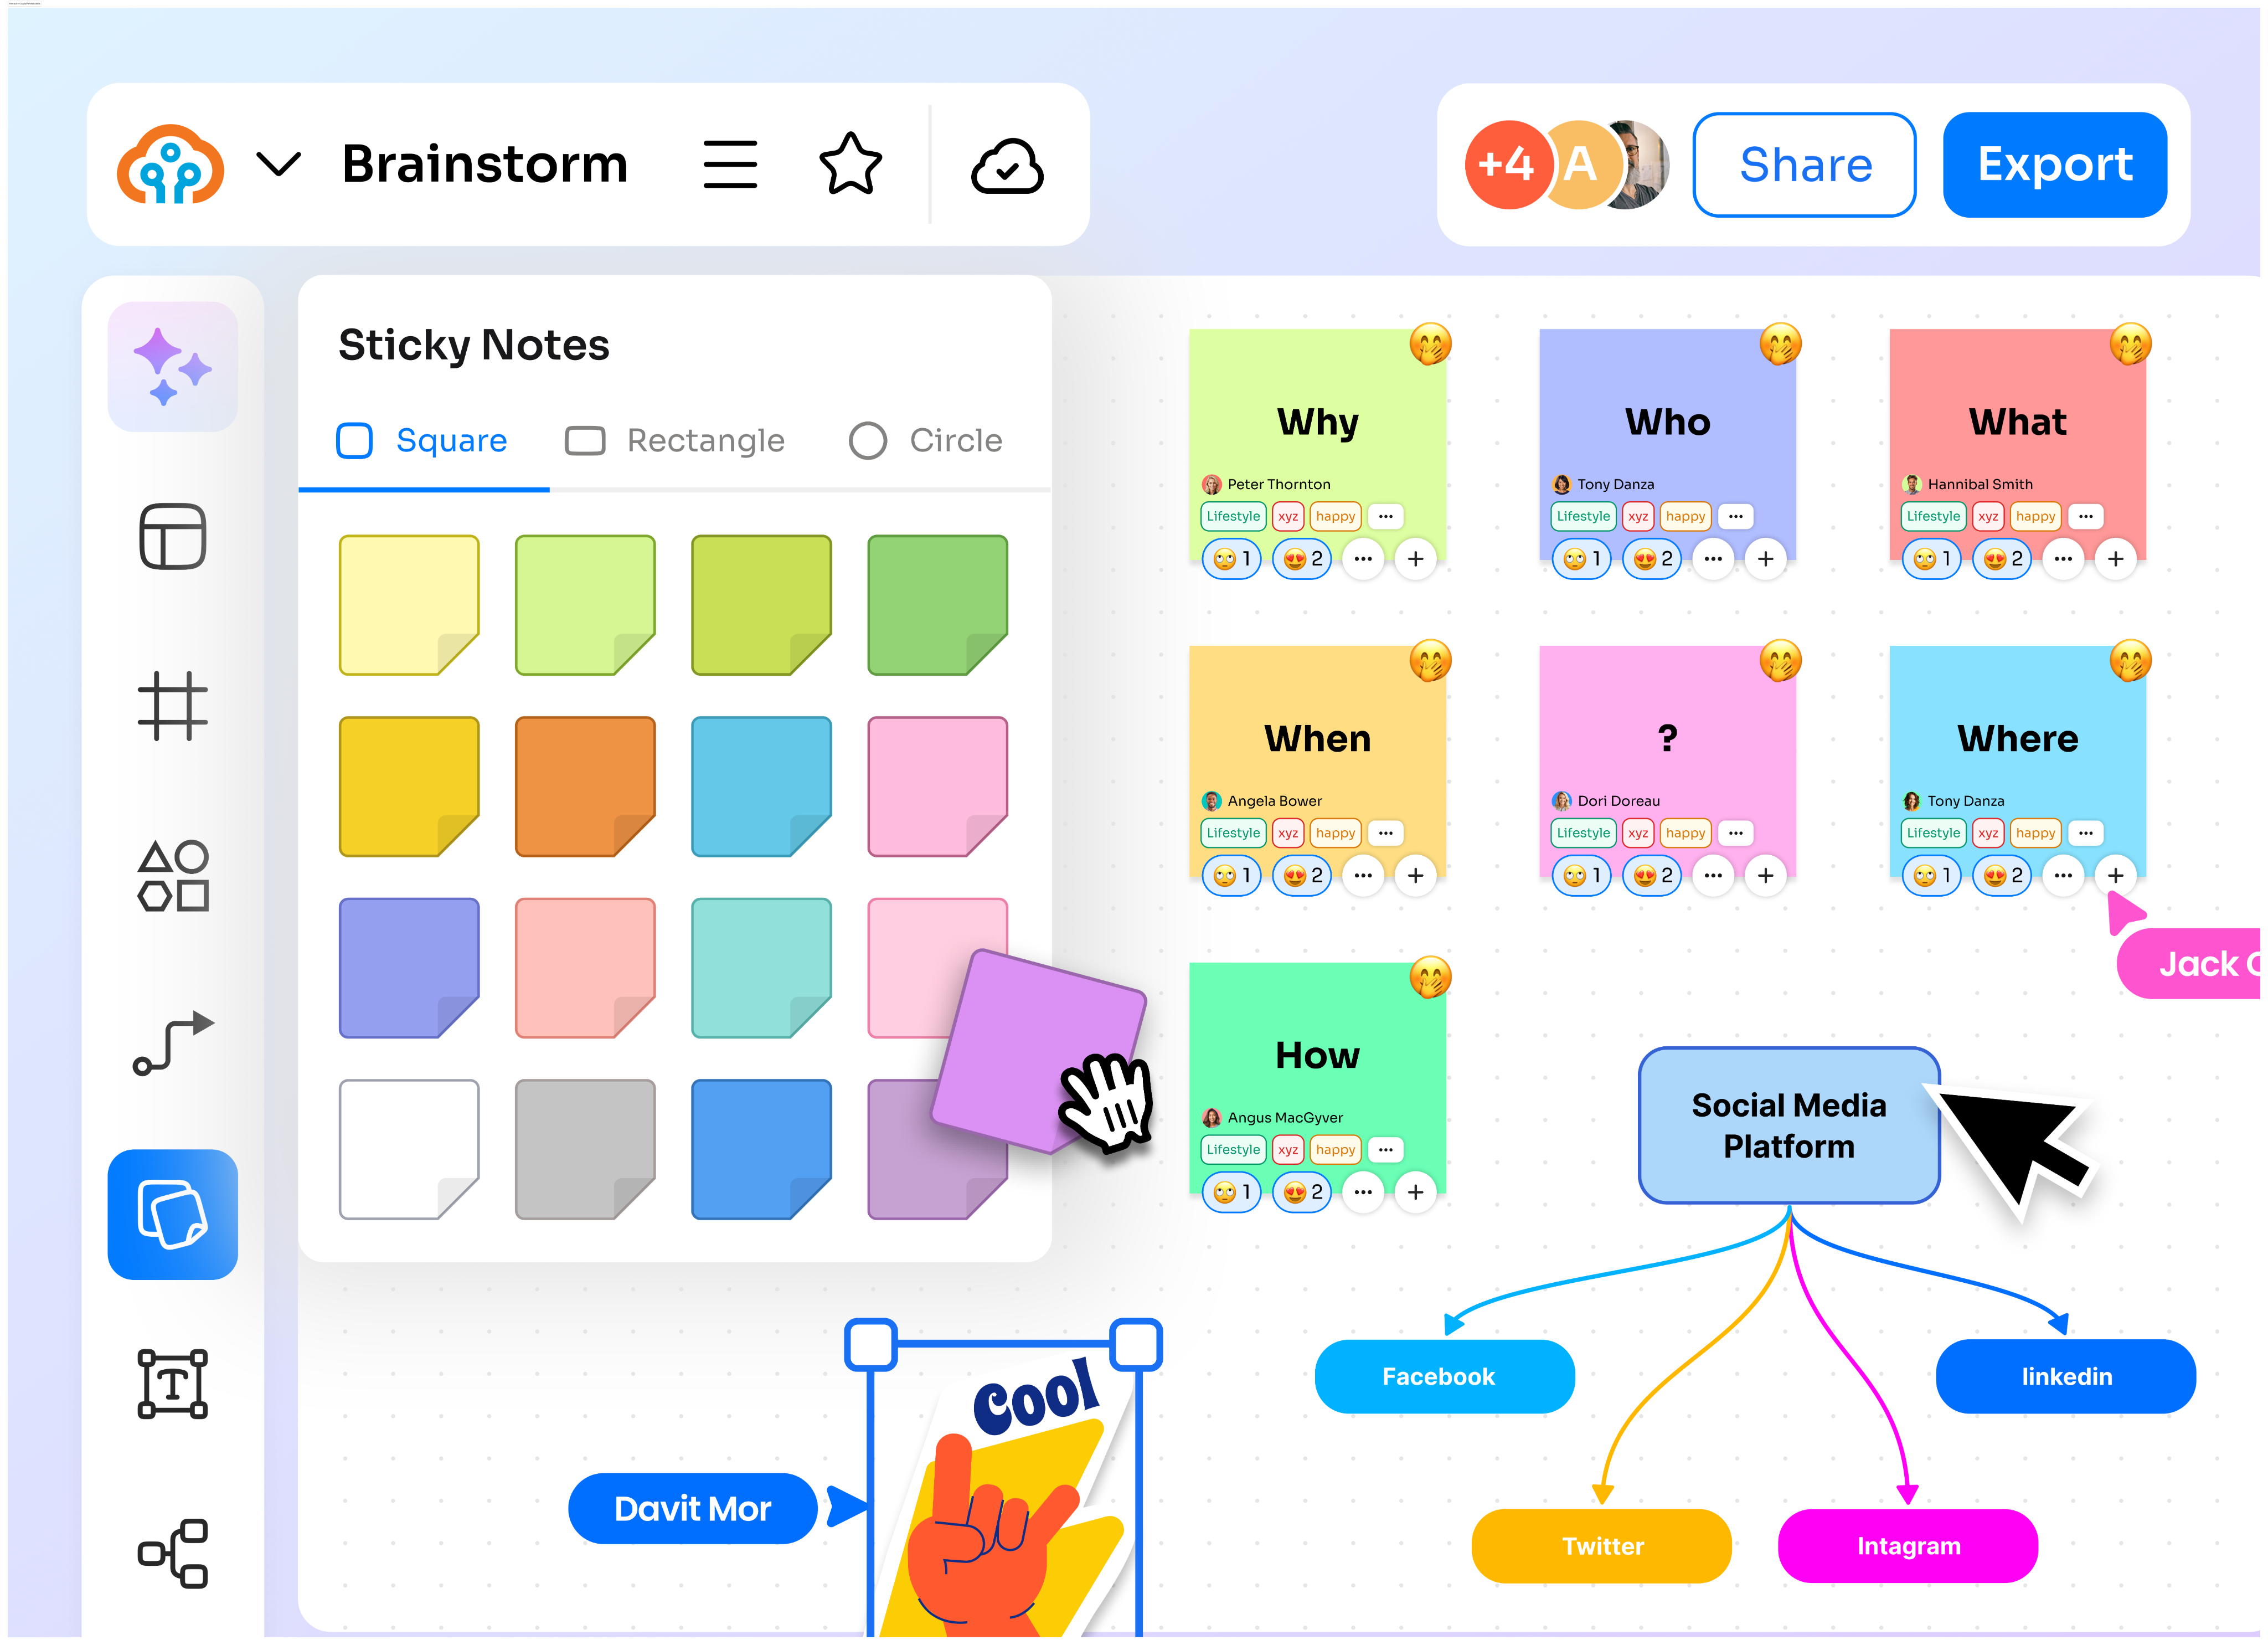 Brainstorm
+4
A
Share
Export
Sticky Notes
Square
Rectangle
Circle
Why
Peter Thornton
Lifestyle xyz happy
1 2
Who
Tony Danza
Lifestyle xyz happy
1 2
What
Hannibal Smith
Lifestyle xyz happy
1 2
When
Angela Bower
Lifestyle xyz happy
1 2
?
Dori Doreau
Lifestyle xyz happy
1 2
Where
Tony Danza
Lifestyle xyz happy
1 2
Jack
How
Angus MacGyver
Lifestyle xyz happy
1 2
Social Media
Platform
Facebook
linkedin
Twitter
Intagram
Cool
Davit Mor
T